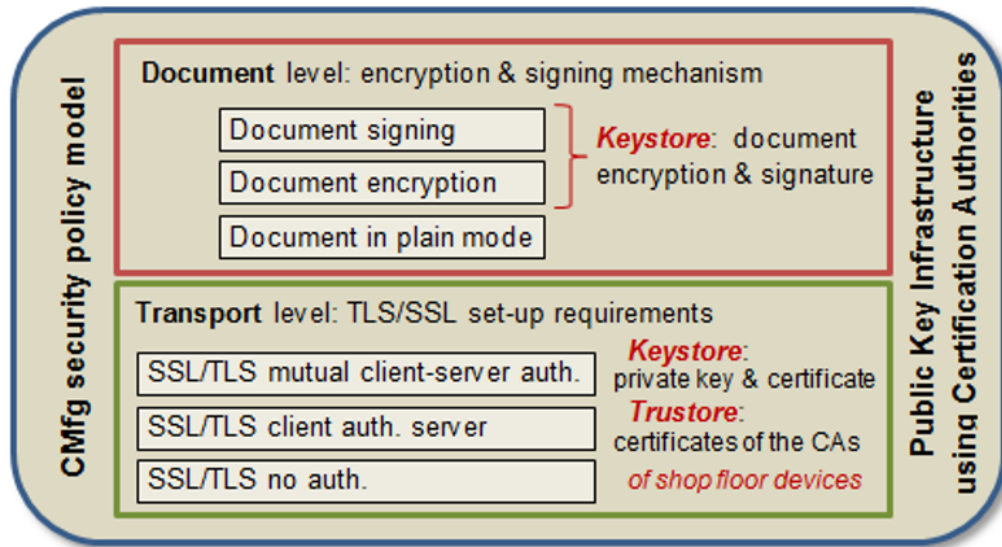 CMfg security policy model
Document level: encryption & signing mechanism
Document signing
Document encryption
Document in plain mode
Keystore: document
encryption & signature
Transport level: TLS/SSL set-up requirements
SSL/TLS mutual client-server auth.
SSL/TLS client auth. server
SSL/TLS no auth.
Keystore:
private key & certificate
Trustore:
certificates of the CAs
of shop floor devices
Public Key Infrastructure
using Certification Authorities